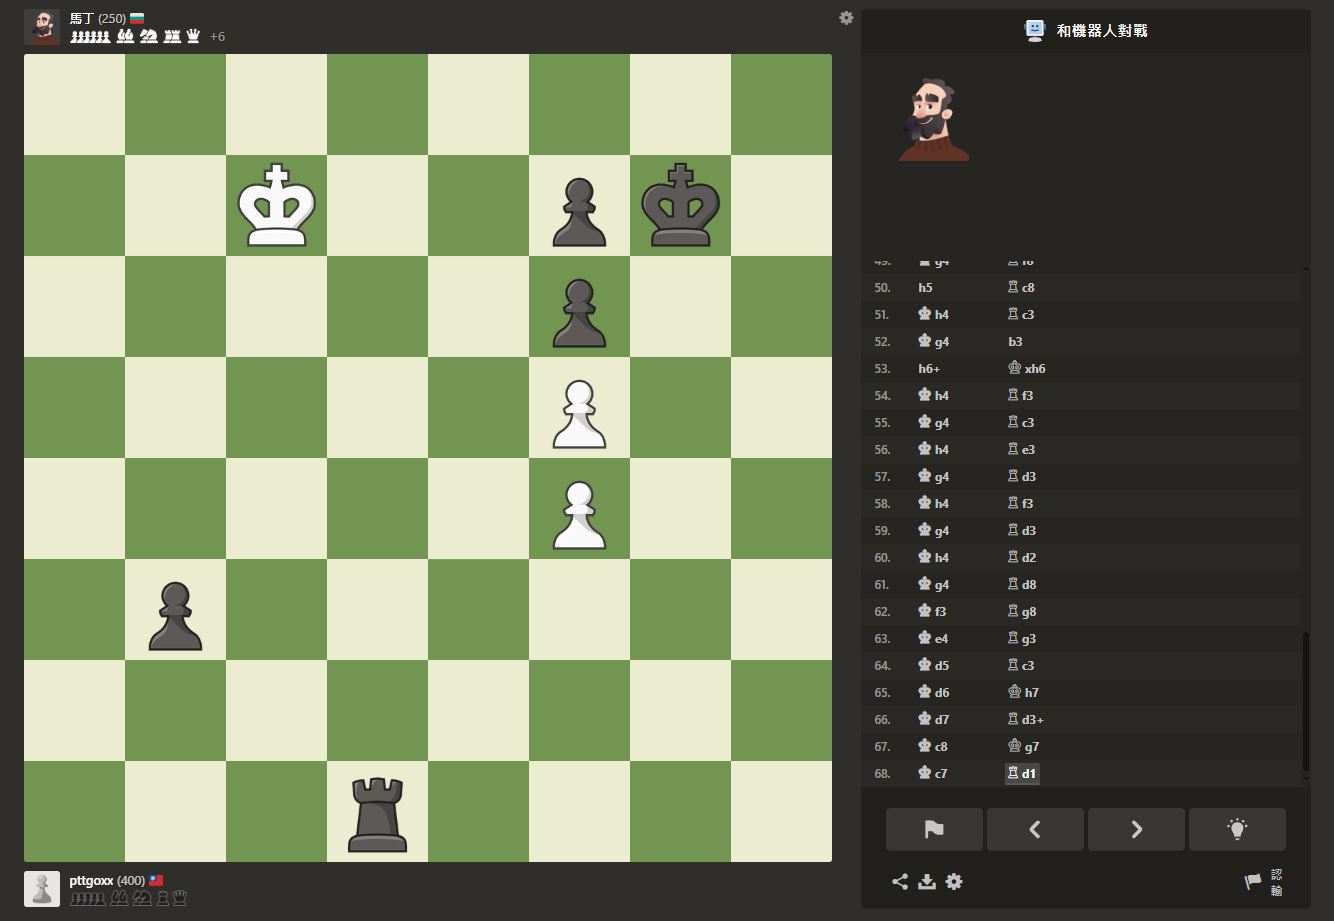 馬丁 (250)
+6
和機器人對戰
49. g4 f6
50. h5 c8
51. h4 c3
52. g4 b3
53. h6+ xh6
54. h4 f3
55. g4 c3
56. h4 e3
57. g4 d3
58. h4 f3
59. g4 d3
60. h4 d2
61. g4 d8
62. f3 g8
63. e4 g3
64. d5 c3
65. d6 h7
66. d7 d3+
67. c8 g7
68. c7 d1
pttgoxx (400)
認
輸